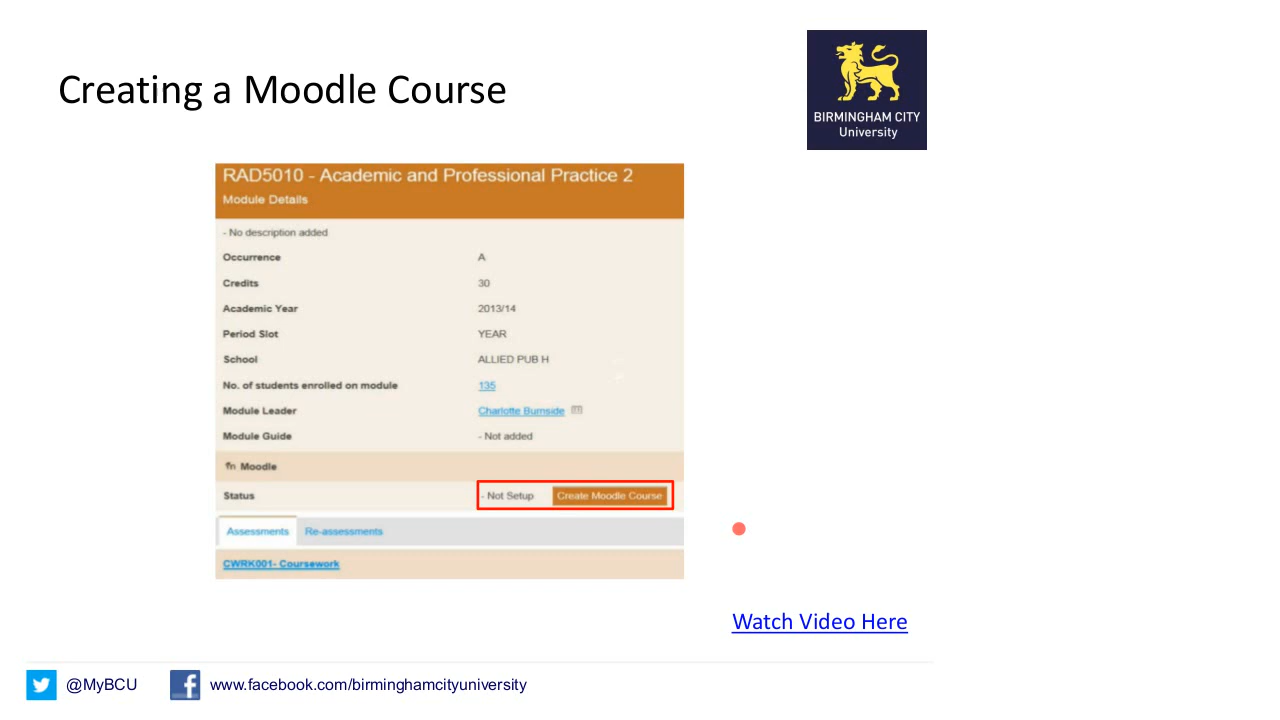 Creating a Moodle Course
BIRMINGHAM CITY
University
RAD5010 - Academic and Professional Practice 2
Module Details
- No description added
Occurrence A
Credits 30
Academic Year 2013/14
Period Slot YEAR
School ALLIED PUB H
No. of students enrolled on module 135
Module Leader Charlotte Burnside
Module Guide - Not added
Moodle
Status - Not Setup Create Moodle Course
Assessments Re-assessments
CWRK001- Coursework
Watch Video Here
@MyBCU www.facebook.com/birminghamcityuniversity